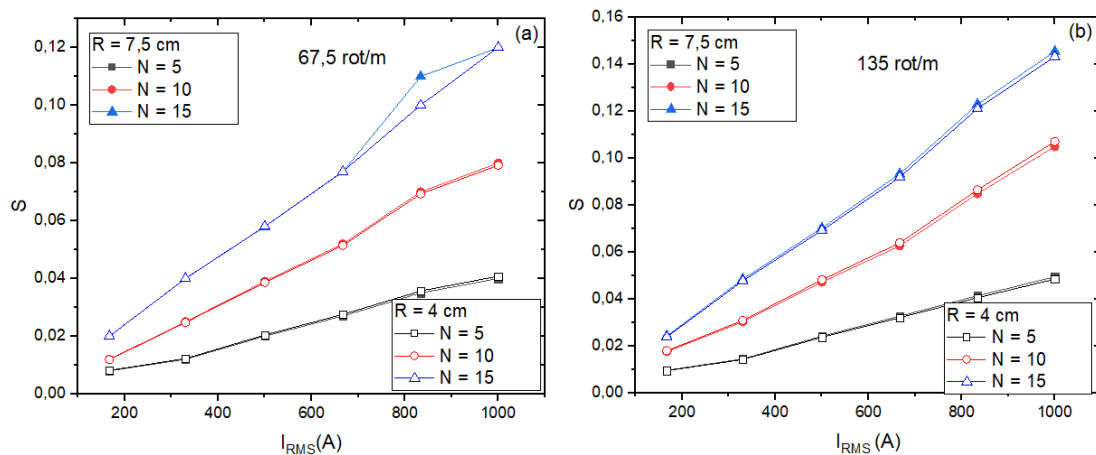 (a)
R = 7,5 cm
N = 5
N = 10
N = 15
67,5 rot/m
0,12
0,10
0,08
0,06
0,04
0,02
0,00
S
R = 4 cm
N = 5
N = 10
N = 15
200 400 600 800 1000
I_RMS(A)
(b)
R = 7,5 cm
N = 5
N = 10
N = 15
135 rot/m
0,16
0,14
0,12
0,10
0,08
0,06
0,04
0,02
0,00
S
R = 4 cm
N = 5
N = 10
N = 15
200 400 600 800 1000
I_RMS (A)